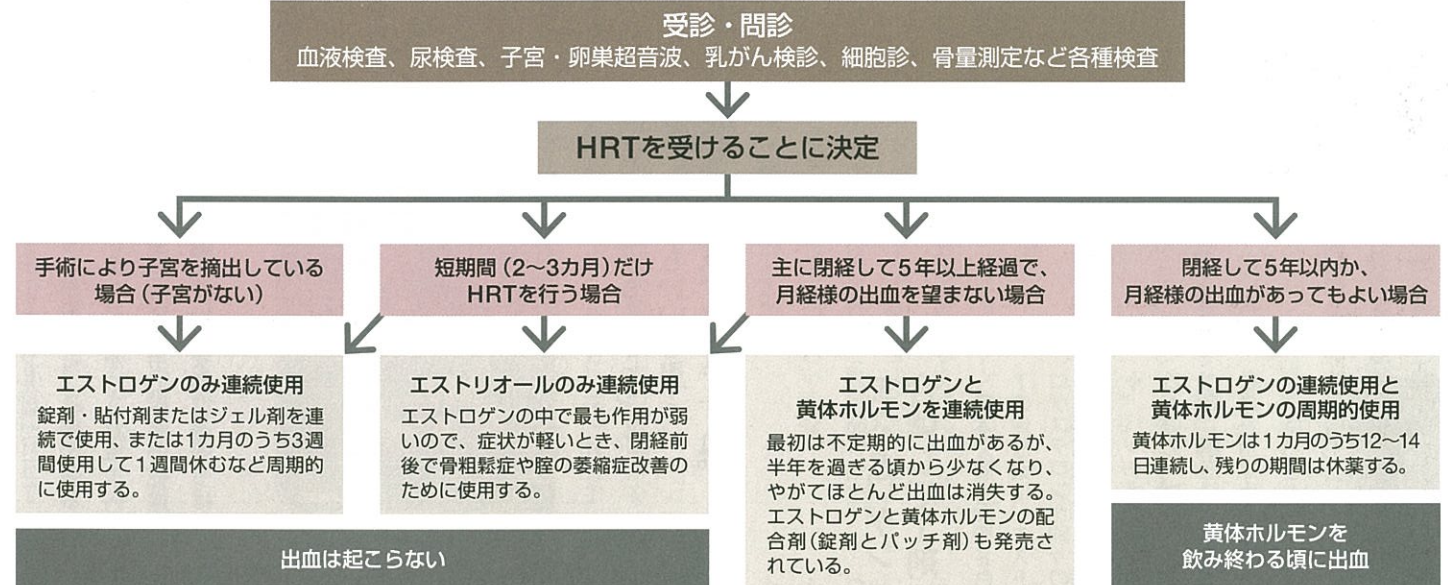 受診・問診
血液検査、尿検査、子宮・卵巣超音波、乳がん検診、細胞診、骨量測定など各種検査
HRTを受けることに決定
手術により子宮を摘出している
場合(子宮がない)
短期間(2〜3カ月)だけ
HRTを行う場合
主に閉経して5年以上経過で、
月経様の出血を望まない場合
閉経して5年以内か、
月経様の出血があってもよい場合
エストロゲンのみ連続使用
錠剤・貼付剤またはジェル剤を連
続で使用、または1カ月のうち3週
間使用して1週間休むなど周期的
に使用する。
エストリオールのみ連続使用
エストロゲンの中で最も作用が弱
いので、症状が軽いとき、閉経前
後で骨粗鬆症や腟の萎縮症改善の
ために使用する。
出血は起こらない
エストロゲンと
黄体ホルモンを連続使用
最初は不定期的に出血があるが、
半年を過ぎる頃から少なくなり、
やがてほとんど出血は消失する。
エストロゲンと黄体ホルモンの配
合剤(錠剤とパッチ剤)も発売さ
れている。
エストロゲンの連続使用と
黄体ホルモンの周期的使用
黄体ホルモンは1カ月のうち12〜14
日連続し、残りの期間は休薬する。
黄体ホルモンを
飲み終わる頃に出血